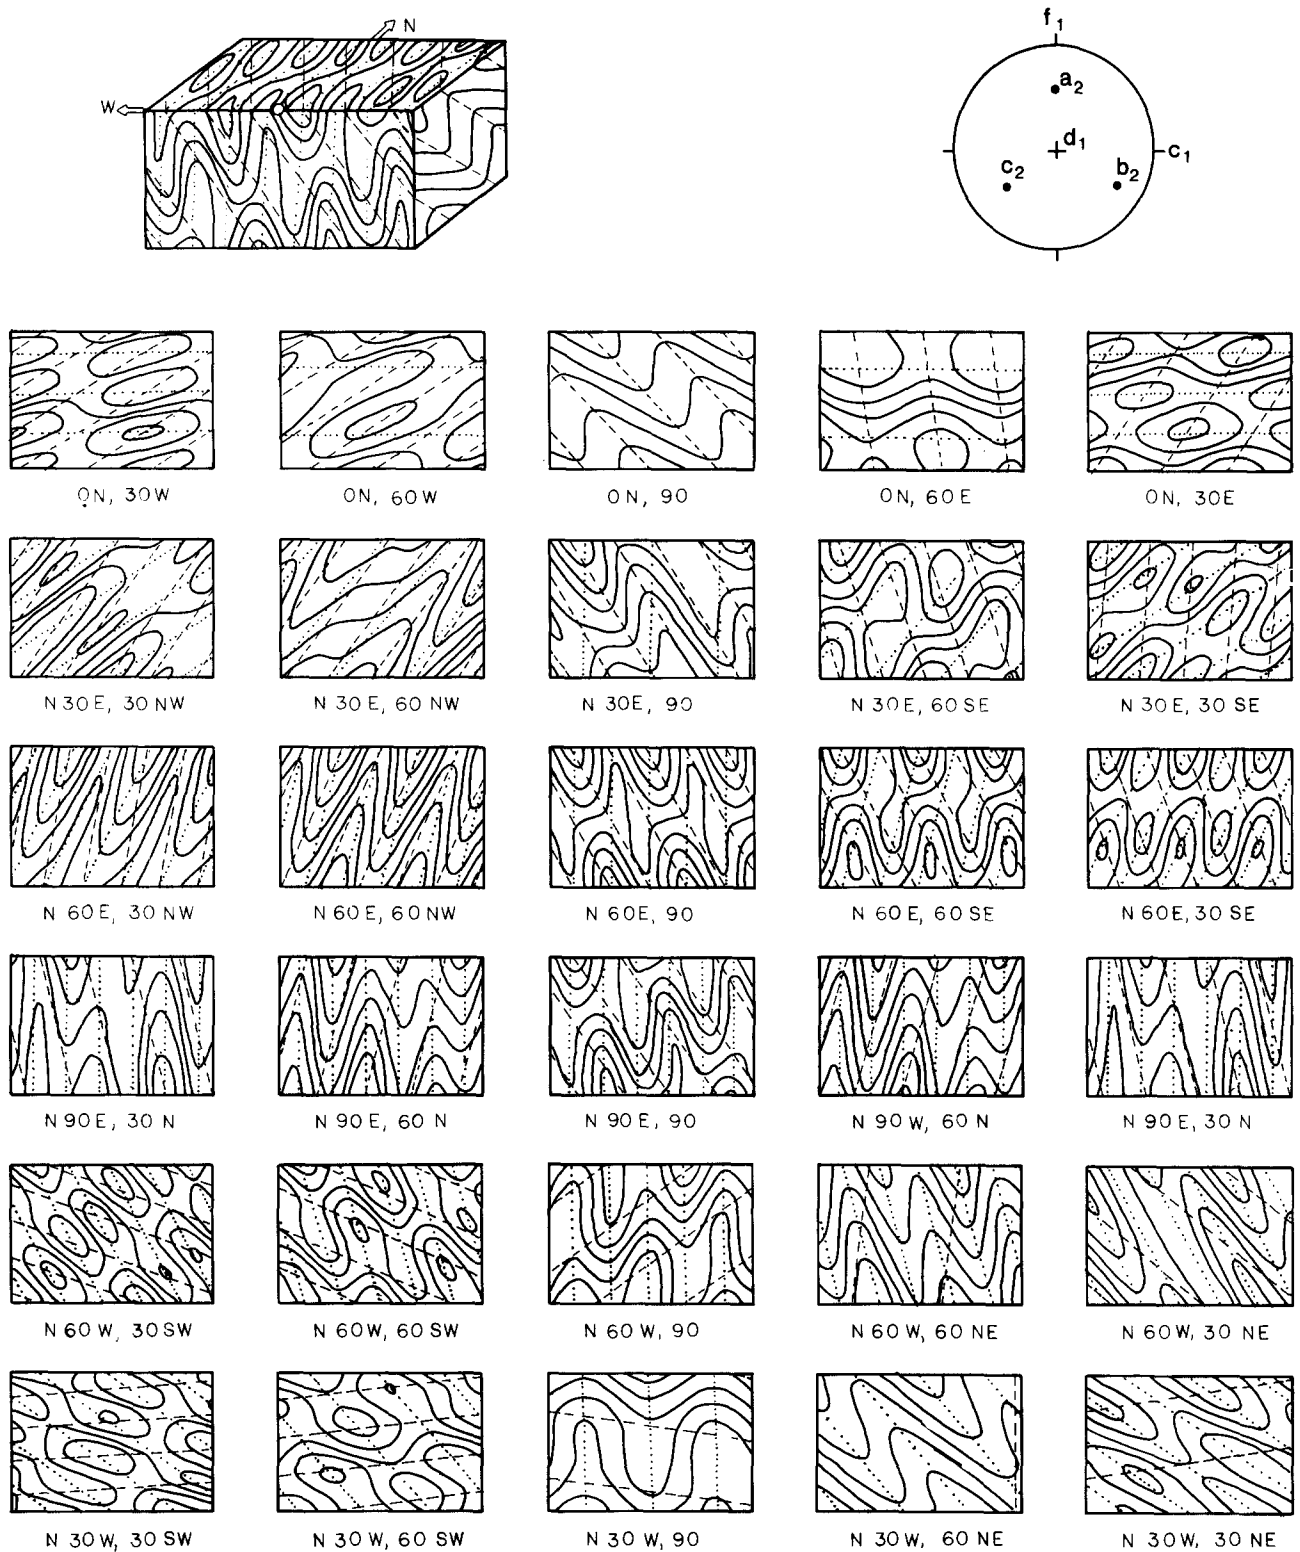 N
W
f1
a2
d1
c1
c2
b2
0N, 30W
0N, 60W
0N, 90
0N, 60E
0N, 30E
N 30E, 30 NW
N 30E, 60 NW
N 30E, 90
N 30E, 60 SE
N 30E, 30 SE
N 60E, 30 NW
N 60E, 60 NW
N 60E, 90
N 60E, 60 SE
N 60E, 30 SE
N 90E, 30 N
N 90E, 60 N
N 90E, 90
N 90W, 60 N
N 90E, 30 N
N 60W, 30 SW
N 60W, 60 SW
N 60W, 90
N 60W, 60 NE
N 60W, 30 NE
N 30W, 30 SW
N 30W, 60 SW
N 30W, 90
N 30W, 60 NE
N 30W, 30 NE